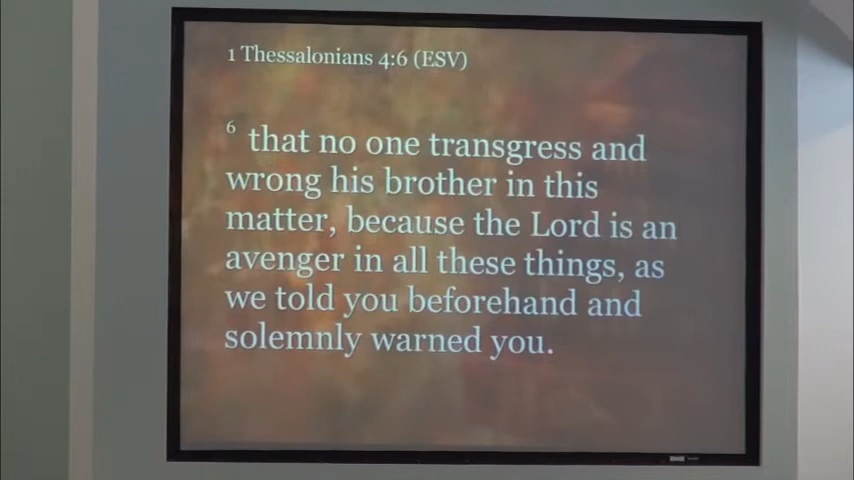 1 Thessalonians 4:6 (ESV)
6 that no one transgress and
wrong his brother in this
matter, because the Lord is an
avenger in all these things, as
we told you beforehand and
solemnly warned you.